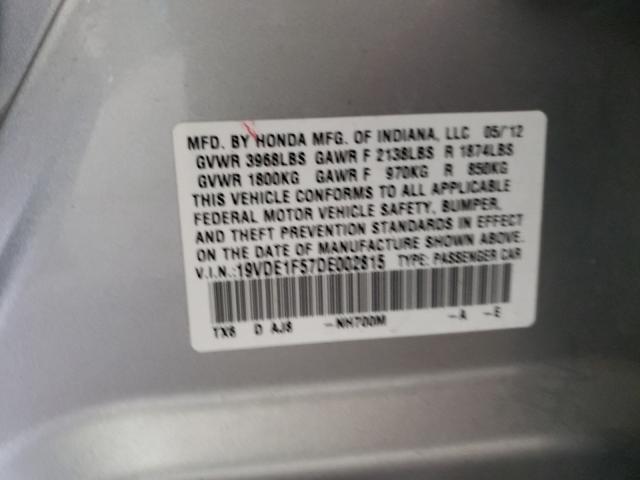 MFD. BY HONDA MFG. OF INDIANA, LLC 05/12
GVWR 3968LBS GAWR F 2138LBS R 1874LBS
GVWR 1800KG GAWR F 970KG R 850KG
THIS VEHICLE CONFORMS TO ALL APPLICABLE
FEDERAL MOTOR VEHICLE SAFETY, BUMPER,
AND THEFT PREVENTION STANDARDS IN EFFECT
ON THE DATE OF MANUFACTURE SHOWN ABOVE.
V.I.N.:19VDE1F57DE002815 TYPE: PASSENGER CAR
TX6 D AJ8 -NH700M -A -E